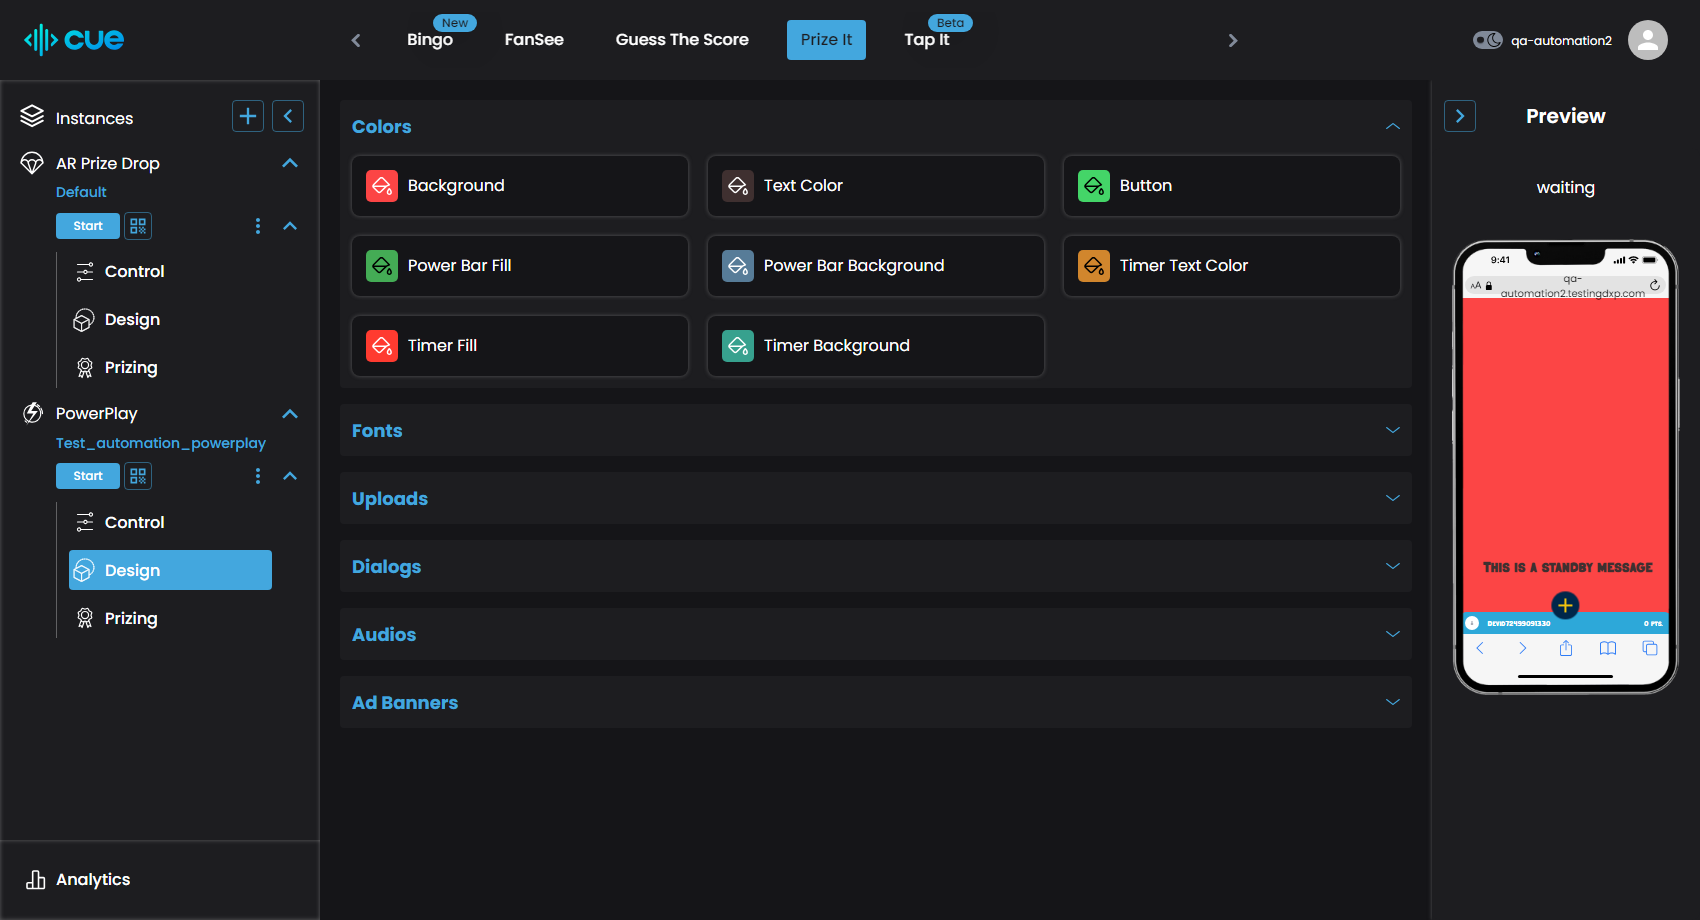 cue
New
Bingo
FanSee
Guess The Score
Prize It
Beta
Tap It
qa-automation2
Instances
AR Prize Drop
Default
Start
Control
Design
Prizing
PowerPlay
Test_automation_powerplay
Start
Control
Design
Prizing
Analytics
Colors
Background
Text Color
Button
Power Bar Fill
Power Bar Background
Timer Text Color
Timer Fill
Timer Background
Fonts
Uploads
Dialogs
Audios
Ad Banners
Preview
waiting
9:41
AA
qa-
automation2.testingdxp.com
This is a standby message
DEVID72499091330
0 PTS.